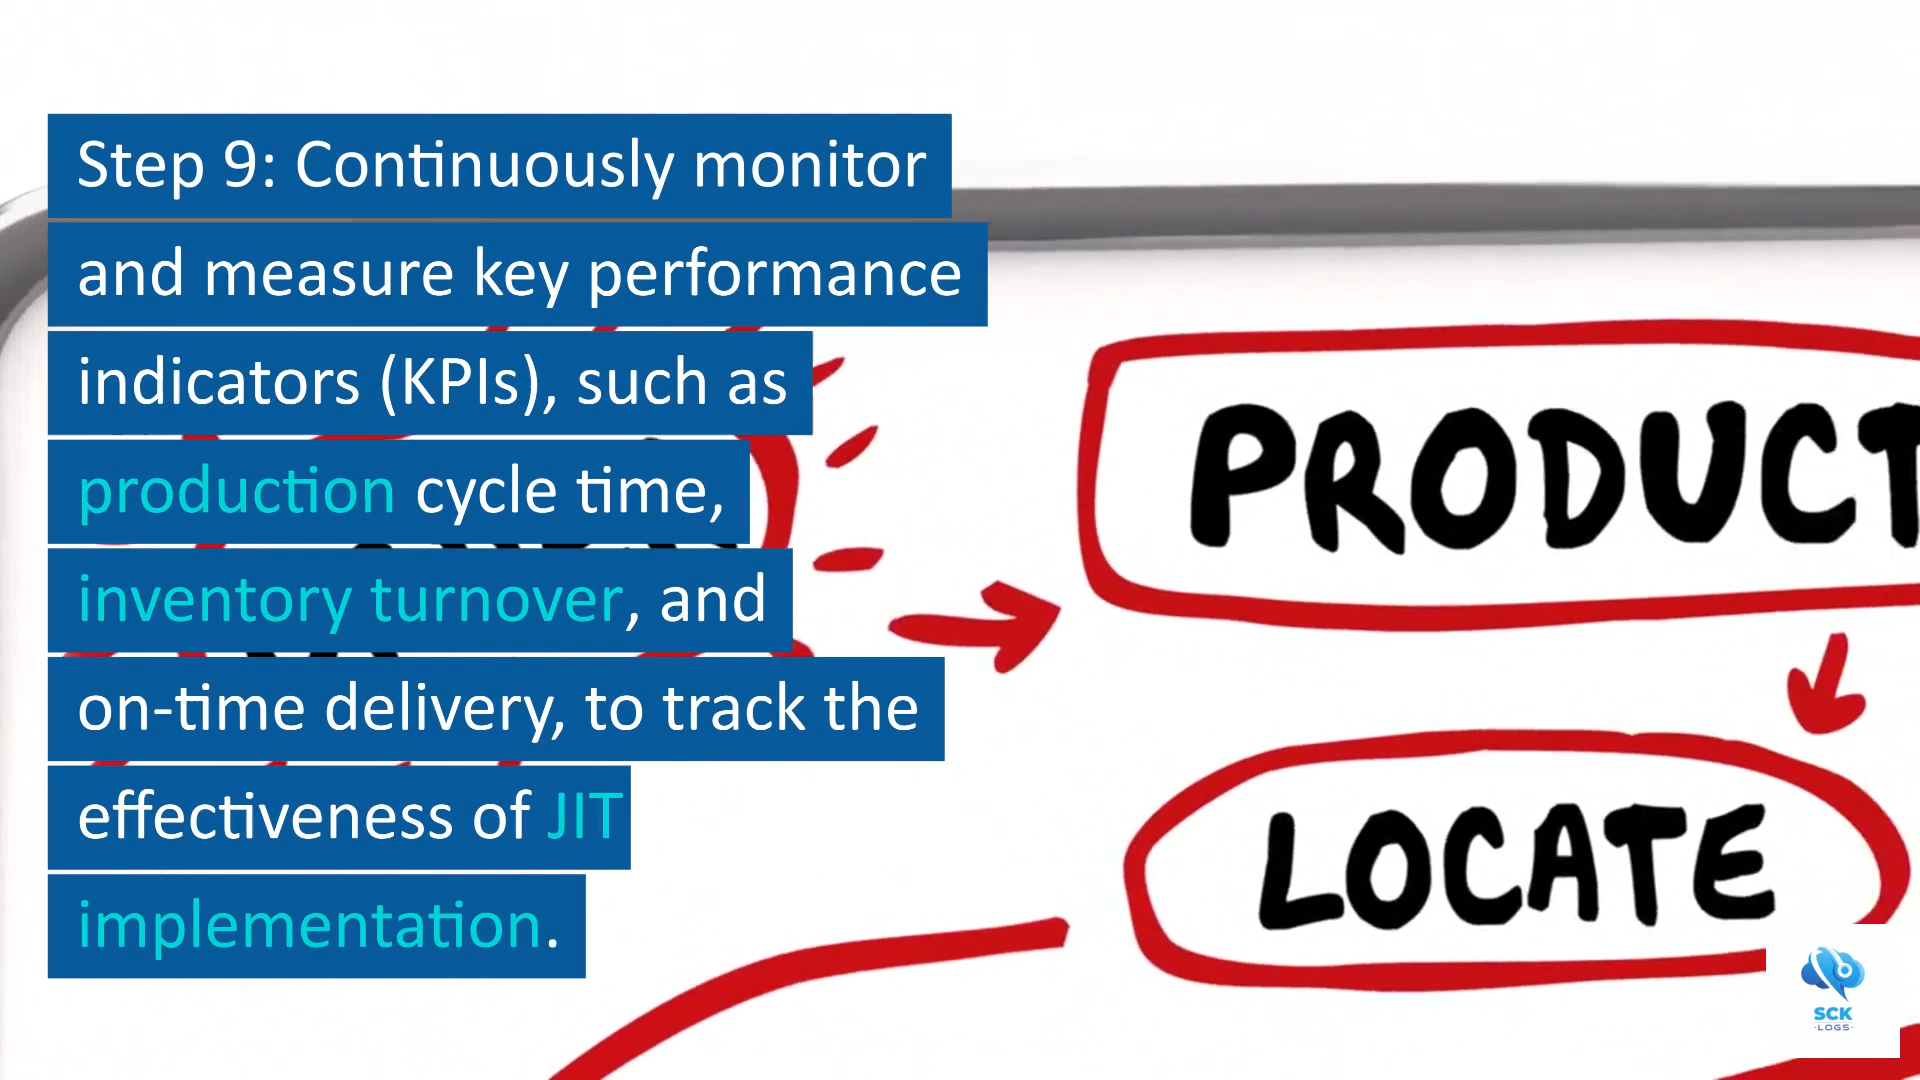 Step 9: Continuously monitor
and measure key performance
indicators (KPIs), such as
production cycle time,
inventory turnover, and
on-time delivery, to track the
effectiveness of JIT
implementation.
PRODUCT
LOCATE
SCK
-LOGS-